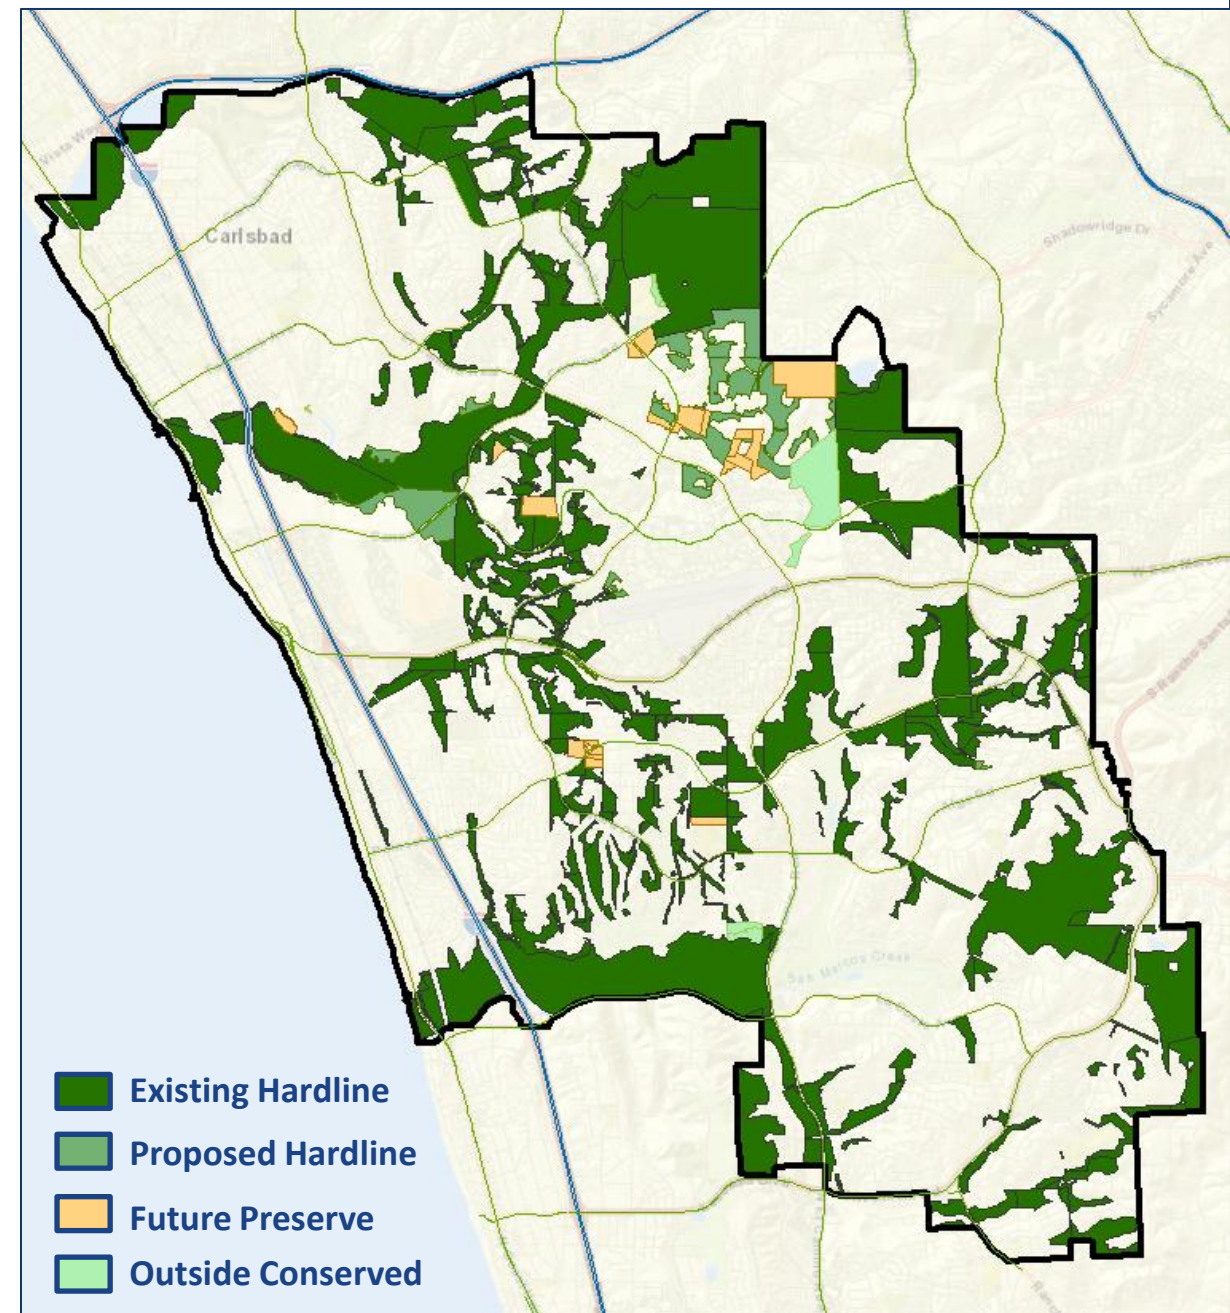 Vista Way
Carlsbad
Shadowridge Dr
Sycamore Ave
San Marcos Creek
Existing Hardline
Proposed Hardline
Future Preserve
Outside Conserved